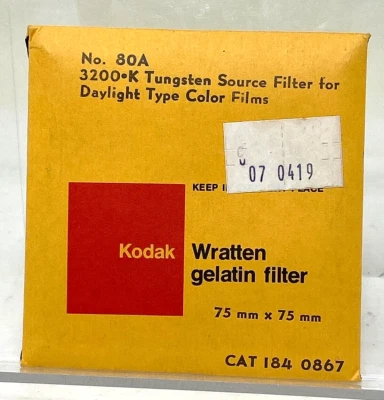 No. 80A
3200•K Tungsten Source Filter for
Daylight Type Color Films
07 0419
KEEP
Kodak
Wratten
gelatin filter
75 mm x 75 mm
CAT 184 0867